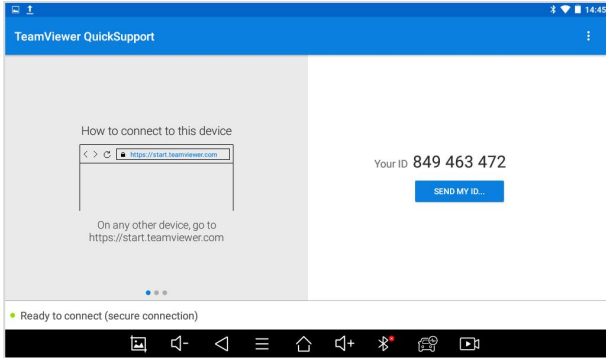 14:45
TeamViewer QuickSupport
How to connect to this device
https://start.teamviewer.com
On any other device, go to
https://start.teamviewer.com
Your ID 849 463 472
SEND MY ID...
Ready to connect (secure connection)